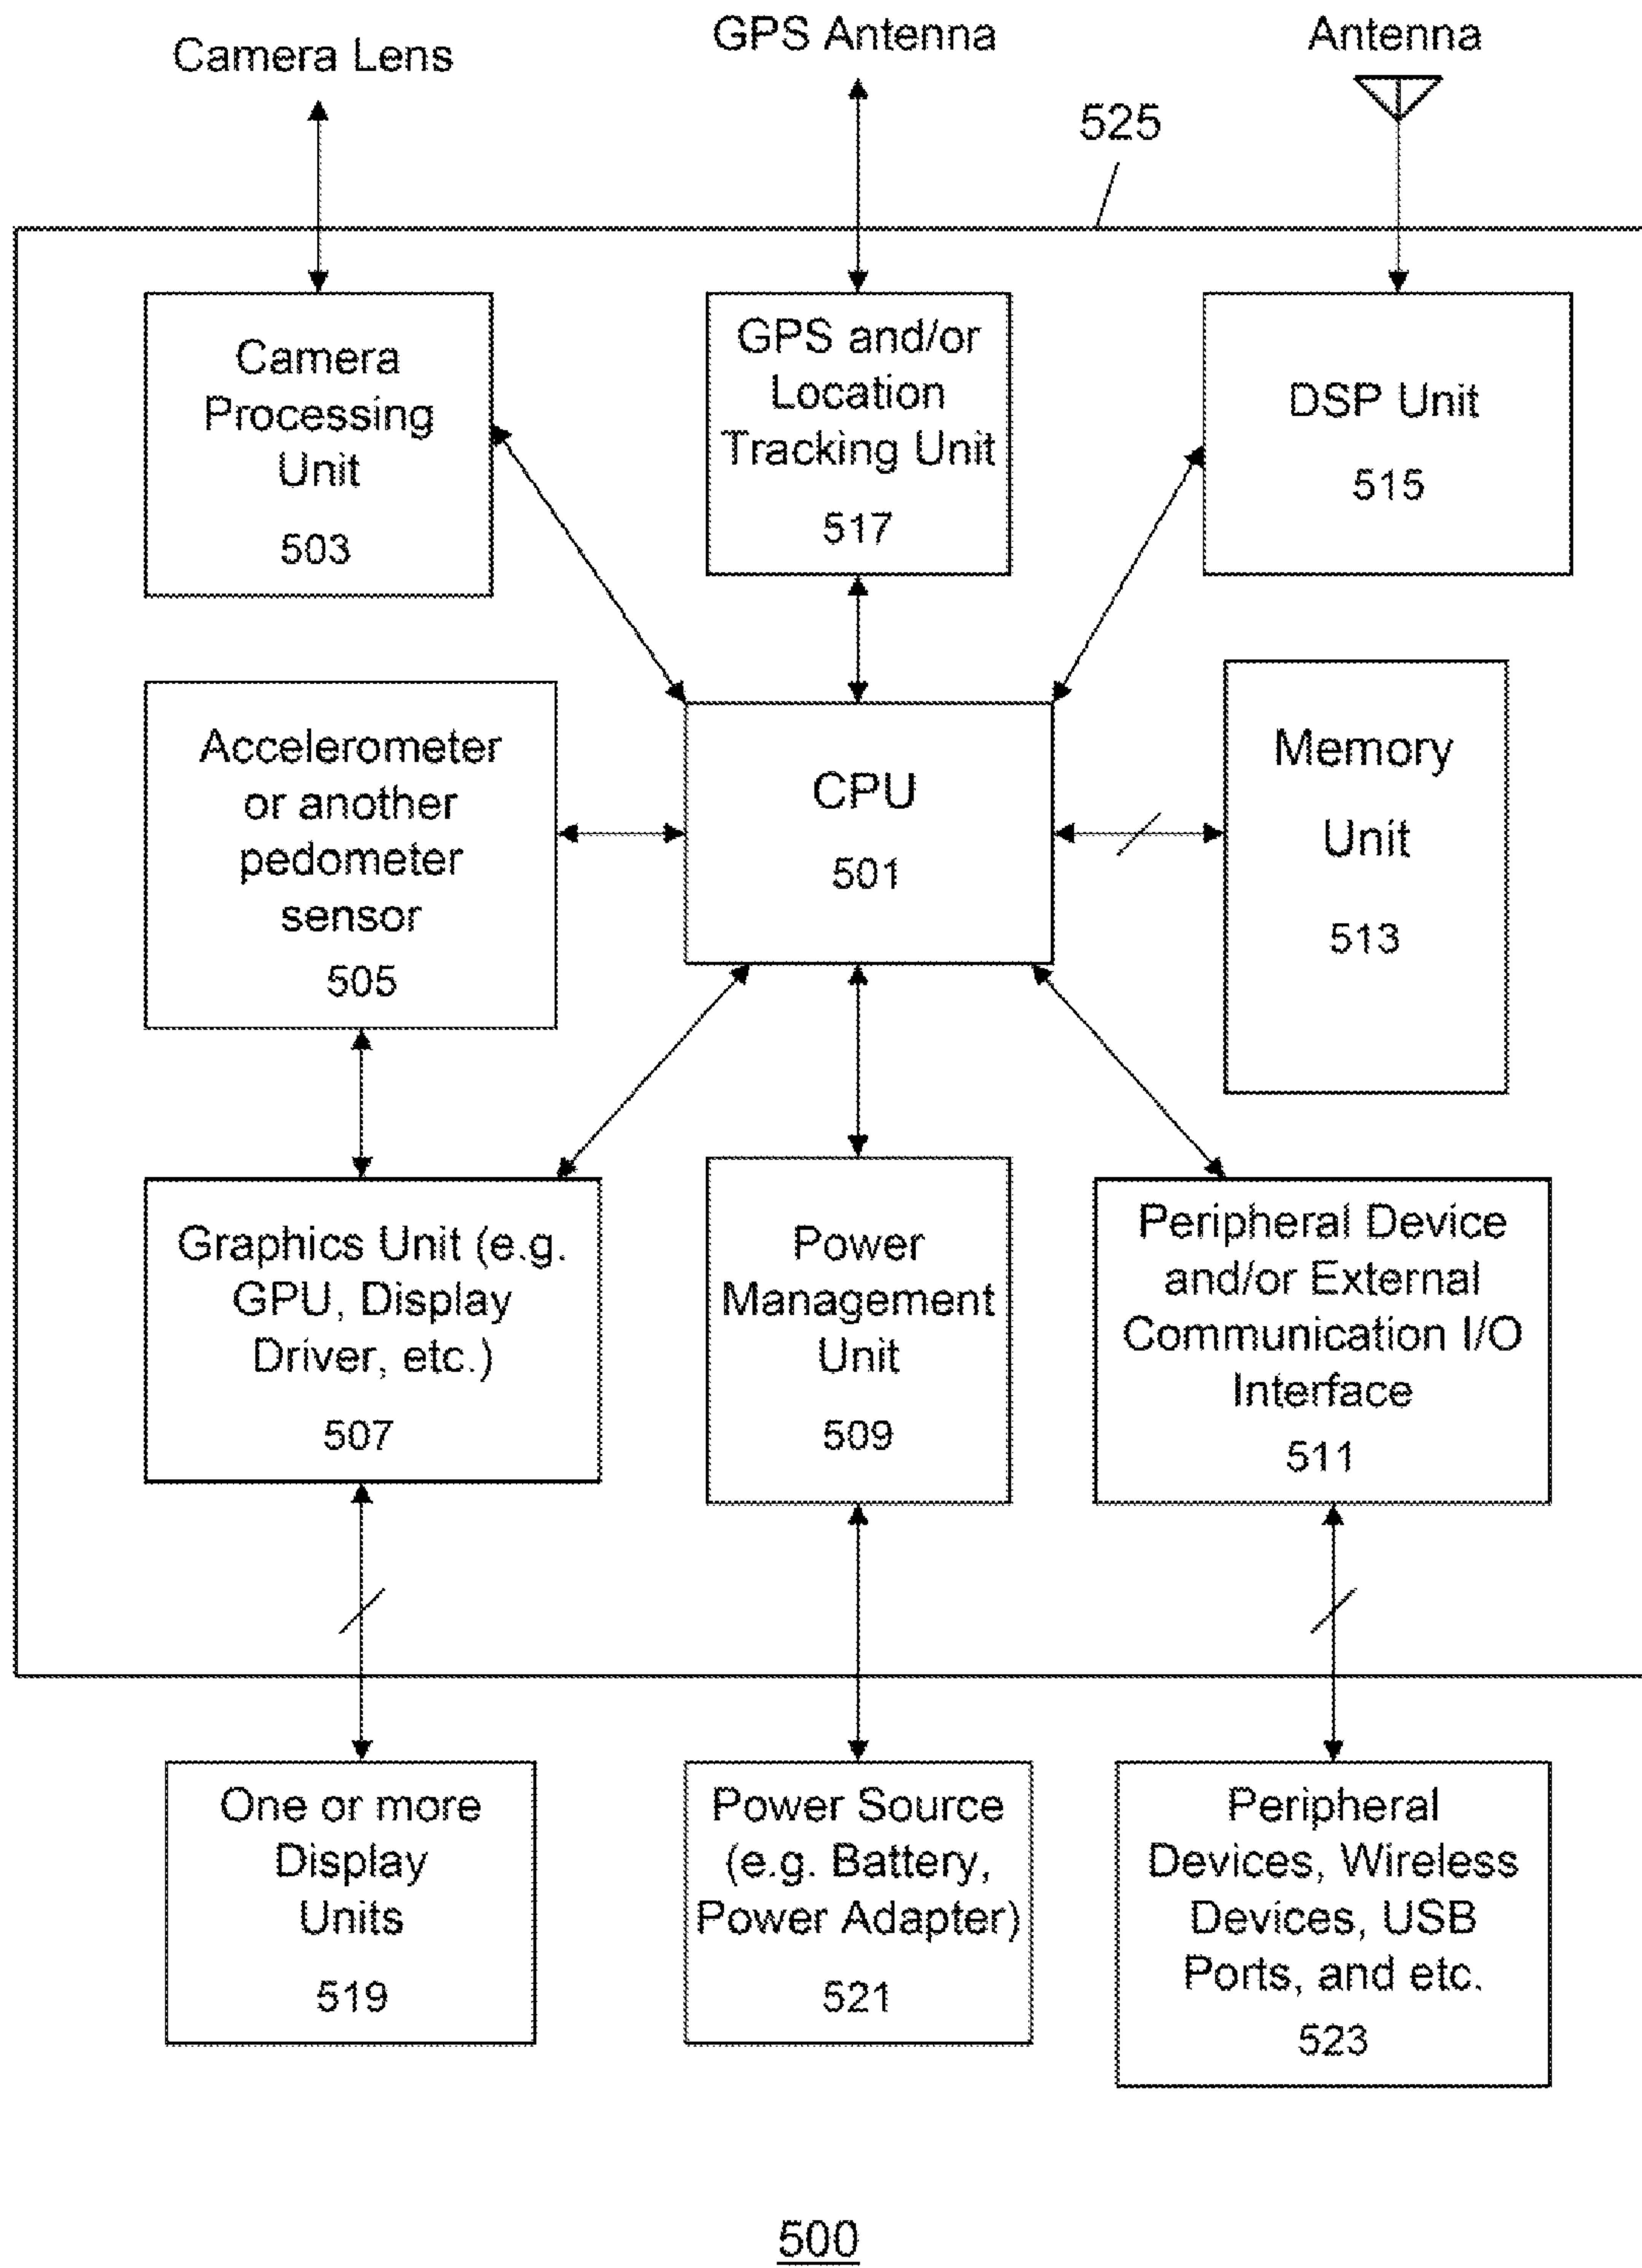 Camera Lens
GPS Antenna
Antenna
525
Camera
Processing
Unit
503
GPS and/or
Location
Tracking Unit
517
DSP Unit
515
Accelerometer
or another
pedometer
sensor
505
CPU
501
Memory
Unit
513
Graphics Unit (e.g.
GPU, Display
Driver, etc.)
507
Power
Management
Unit
509
Peripheral Device
and/or External
Communication I/O
Interface
511
One or more
Display
Units
519
Power Source
(e.g. Battery,
Power Adapter)
521
Peripheral
Devices, Wireless
Devices, USB
Ports, and etc.
523
500